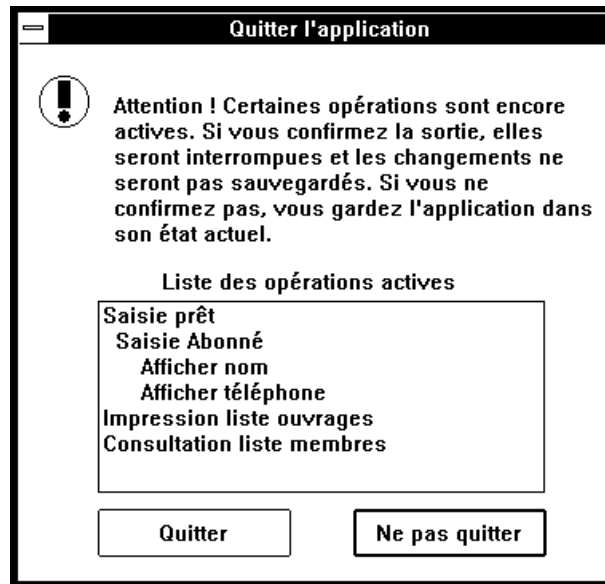 Quitter l'application
Attention ! Certaines opérations sont encore
actives. Si vous confirmez la sortie, elles
seront interrompues et les changements ne
seront pas sauvegardés. Si vous ne
confirmez pas, vous gardez l'application dans
son état actuel.
Liste des opérations actives
Saisie prêt
Saisie Abonné
Afficher nom
Afficher téléphone
Impression liste ouvrages
Consultation liste membres
Quitter
Ne pas quitter